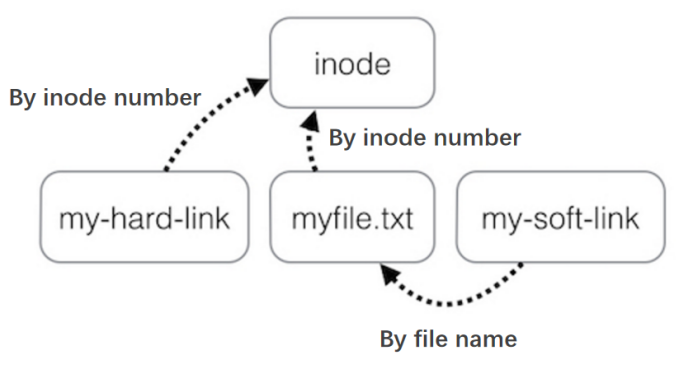 inode
By inode number
By inode number
my-hard-link
myfile.txt
my-soft-link
By file name